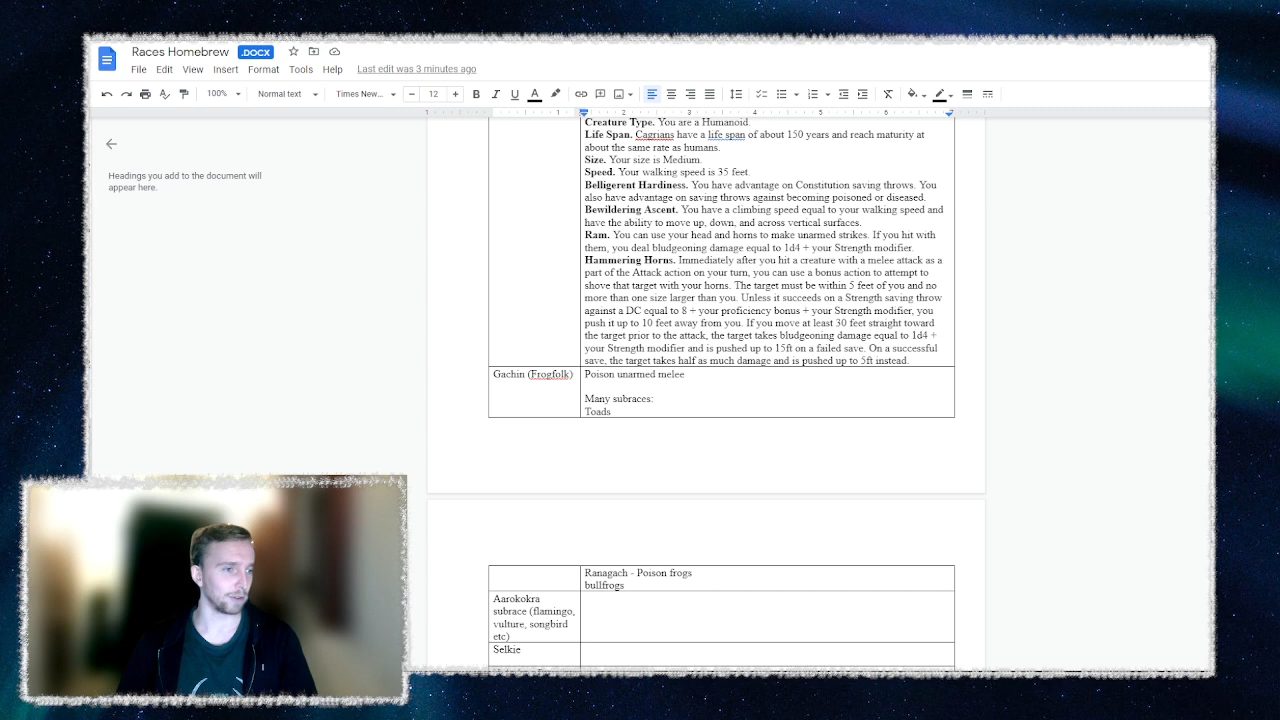 Races Homebrew .DOCX
File Edit View Insert Format Tools Help Last edit was 3 minutes ago
100% Normal text Times New... 12 B I U A
1 1 2 3 4 5 6 7
Headings you add to the document will
appear here.
Creature Type. You are a Humanoid.
Life Span. Cagrians have a life span of about 150 years and reach maturity at
about the same rate as humans.
Size. Your size is Medium.
Speed. Your walking speed is 35 feet.
Belligerent Hardiness. You have advantage on Constitution saving throws. You
also have advantage on saving throws against becoming poisoned or diseased.
Bewildering Ascent. You have a climbing speed equal to your walking speed and
have the ability to move up, down, and across vertical surfaces.
Ram. You can use your head and horns to make unarmed strikes. If you hit with
them, you deal bludgeoning damage equal to 1d4 + your Strength modifier.
Hammering Horns. Immediately after you hit a creature with a melee attack as a
part of the Attack action on your turn, you can use a bonus action to attempt to
shove that target with your horns. The target must be within 5 feet of you and no
more than one size larger than you. Unless it succeeds on a Strength saving throw
against a DC equal to 8 + your proficiency bonus + your Strength modifier, you
push it up to 10 feet away from you. If you move at least 30 feet straight toward
the target prior to the attack, the target takes bludgeoning damage equal to 1d4 +
your Strength modifier and is pushed up to 15ft on a failed save. On a successful
save, the target takes half as much damage and is pushed up to 5ft instead.
Gachin (Frogfolk)
Poison unarmed melee
Many subraces:
Toads
Ranagach - Poison frogs
bullfrogs
Aarokokra
subrace (flamingo,
vulture, songbird
etc)
Selkie